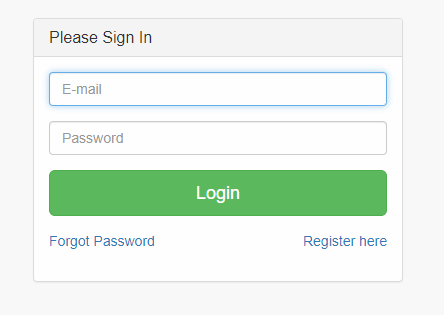 Please Sign In
E-mail
Password
Login
Forgot Password Register here